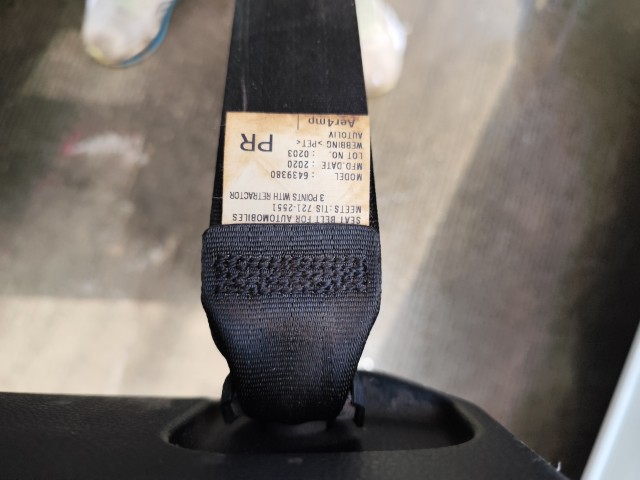 SEAT BELT FOR AUTOMOBILES
MEETS:TIS 721-2551
3 POINTS WITH RETRACTOR
MODEL : 6439380
MFD.DATE : 2020
LOT NO. : 0203
WEBBING >PET<
AUTOLIV
PR